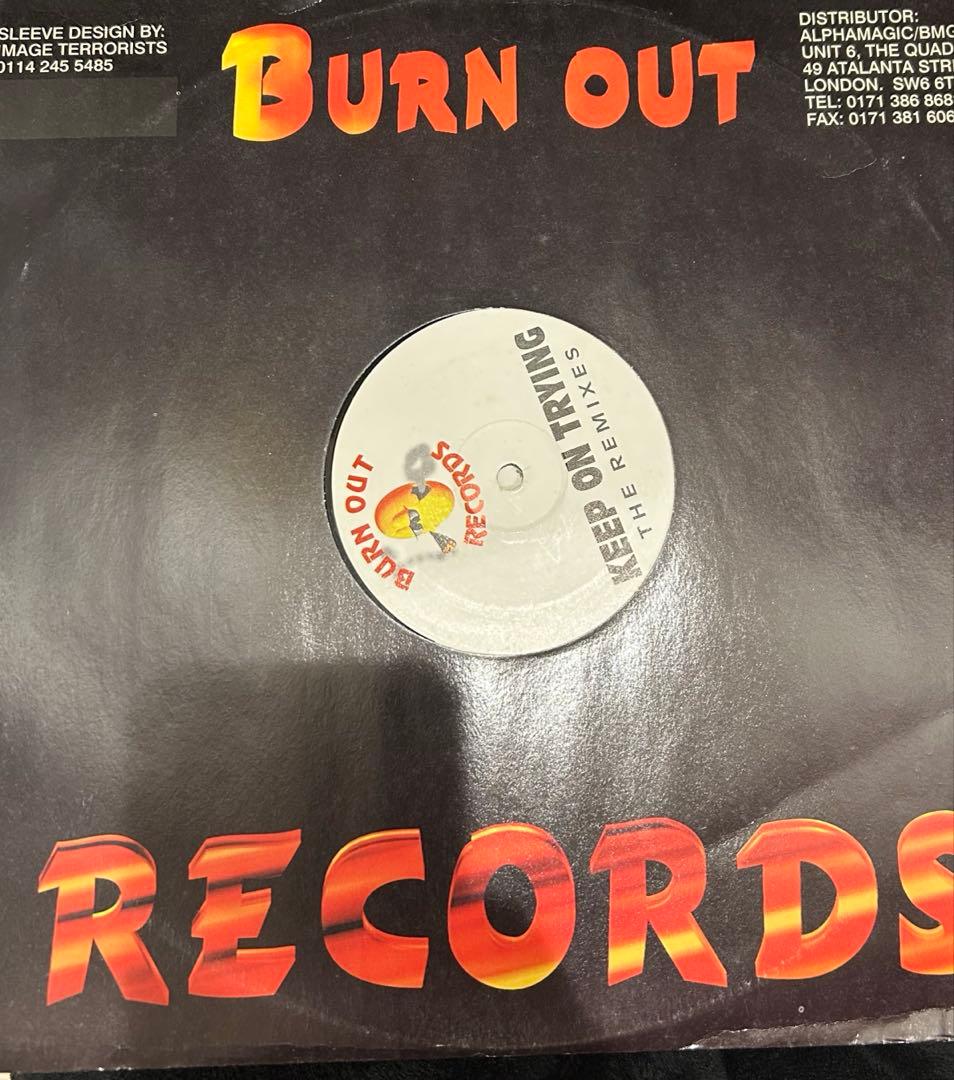 SLEEVE DESIGN BY:
IMAGE TERRORISTS
0114 245 5485
BURN OUT
DISTRIBUTOR:
ALPHAMAGIC/BMG
UNIT 6, THE QUAD
49 ATALANTA STR
LONDON. SW6 6T
TEL: 0171 386 868
FAX: 0171 381 606
BURN OUT
RECORDS
KEEP ON TRYING
THE REMIXES
RECORDS